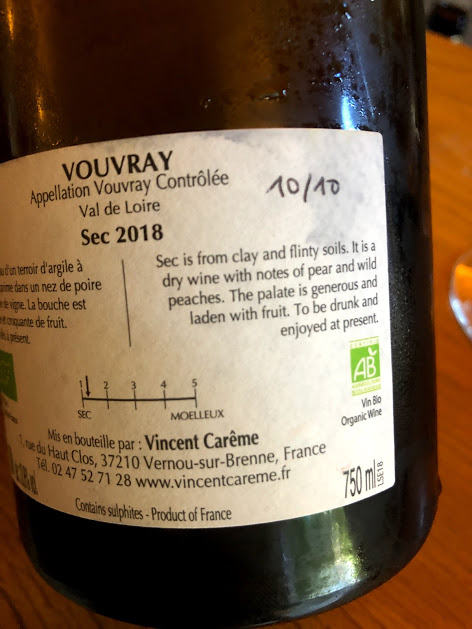 VOUVRAY
Appellation Vouvray Contrôlée
10/10
Val de Loire
Sec 2018
d'un terroir d'argile à
dans un nez de poire
de vigne. La bouche est
et croquante de fruit.
à présent.
Sec is from clay and flinty soils. It is a
dry wine with notes of pear and wild
peaches. The palate is generous and
laden with fruit. To be drunk and
enjoyed at present.
AB
Vin Bio
Organic Wine
1 2 3 4 5
SEC MOELLEUX
Mis en bouteille par : Vincent Carême
1, rue du Haut Clos, 37210 Vernou-sur-Brenne, France
Tél. 02 47 52 71 28 www.vincentcareme.fr
750 ml
LSE18
Contains sulphites - Product of France